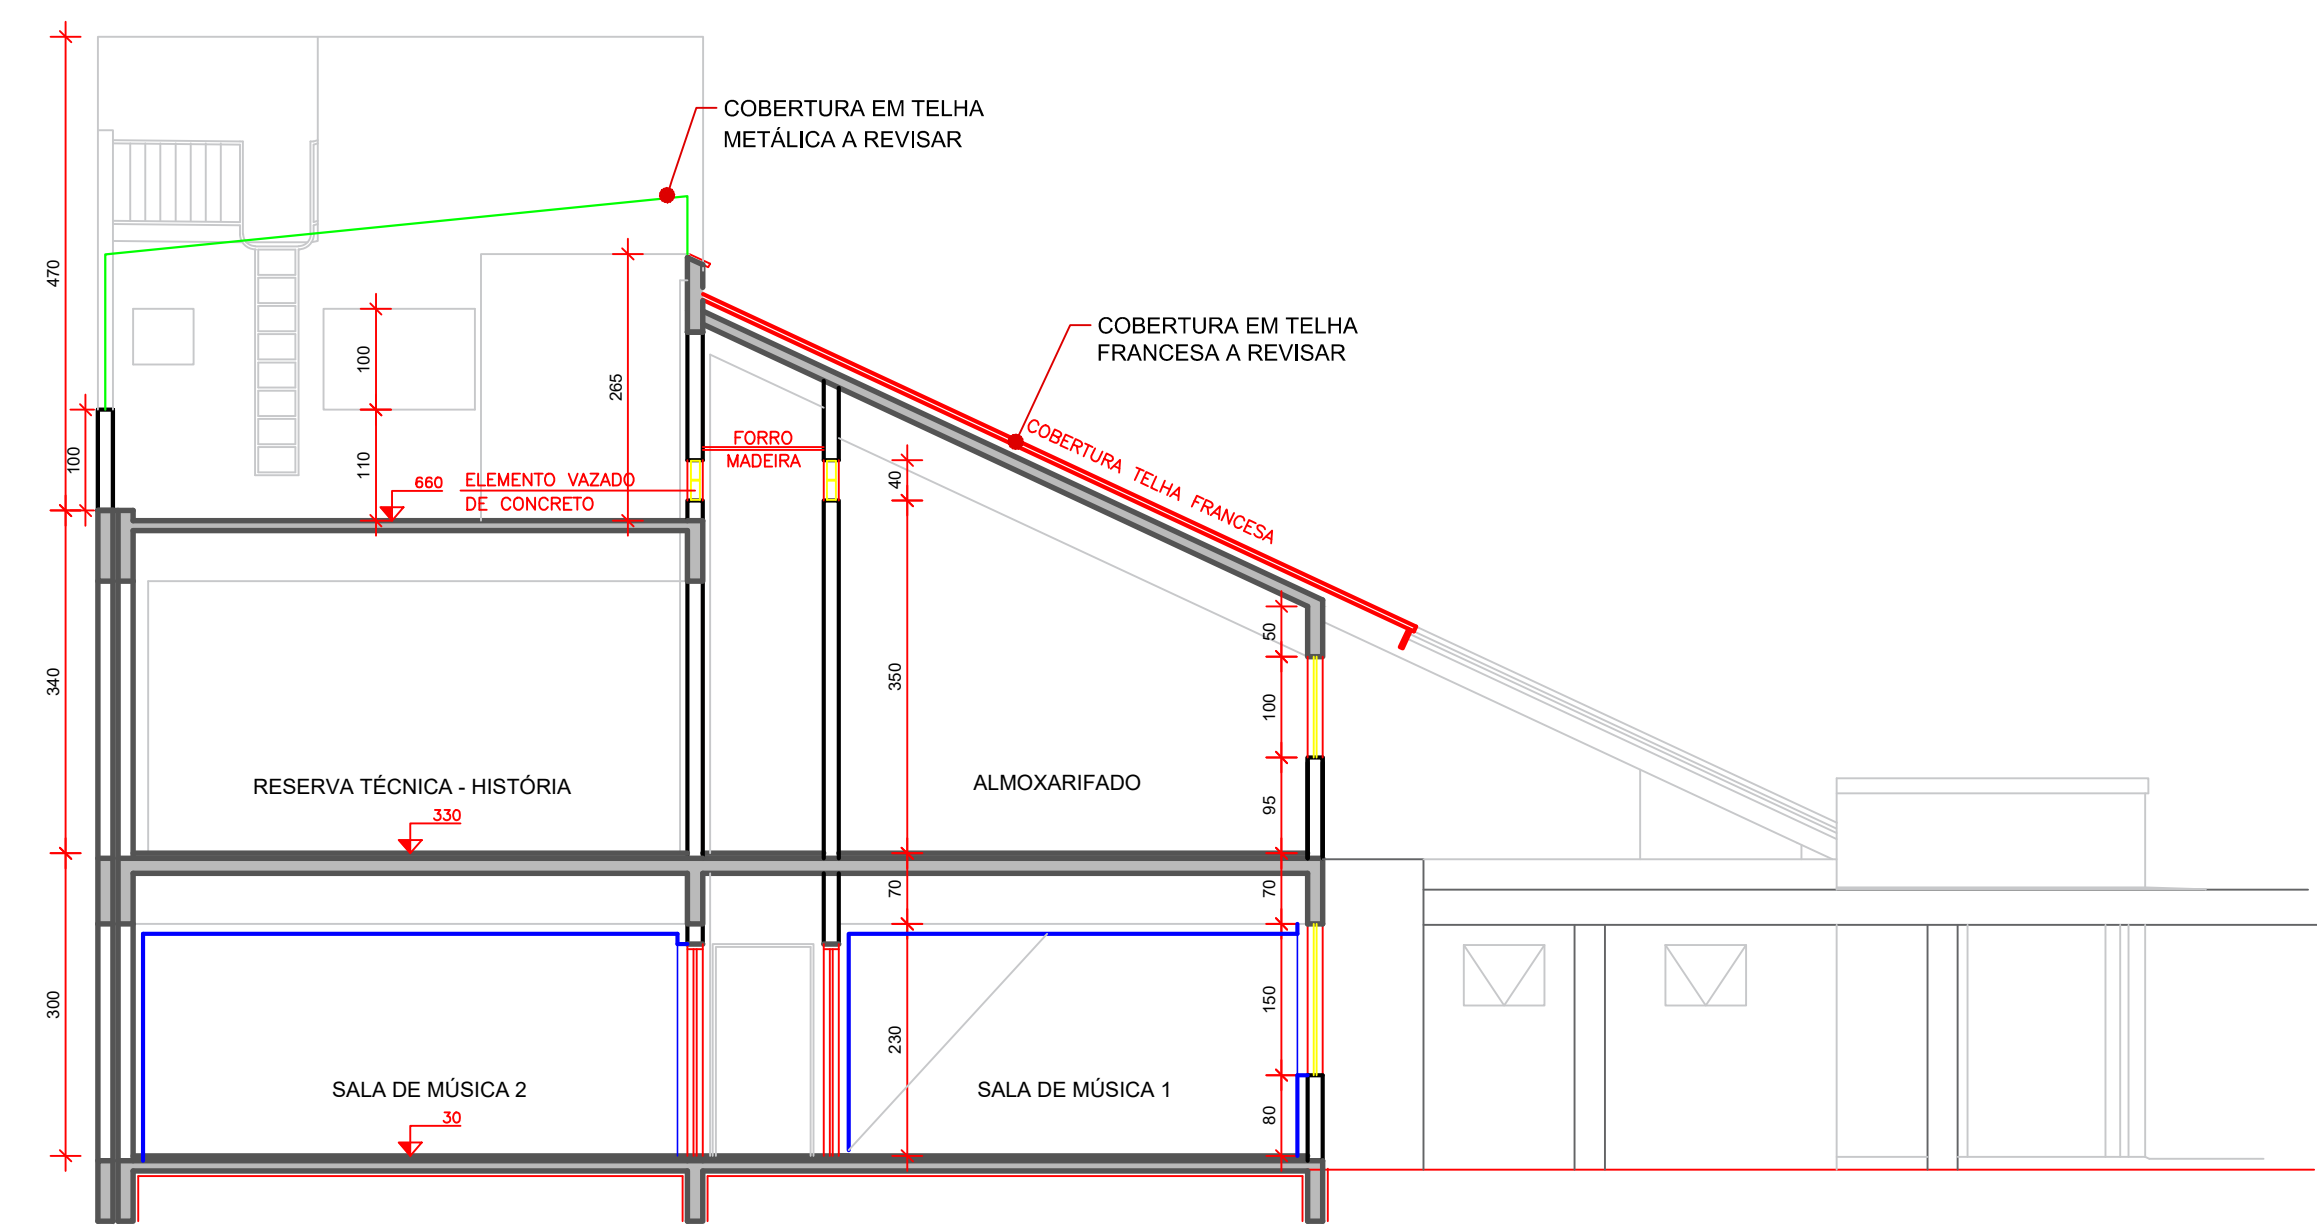 COBERTURA EM TELHA
METÁLICA A REVISAR
470
COBERTURA EM TELHA
FRANCESA A REVISAR
100
265
COBERTURA TELHA FRANCESA
FORRO
MADEIRA
100
110
660
ELEMENTO VAZADO
DE CONCRETO
40
50
340
350
100
RESERVA TÉCNICA - HISTÓRIA
ALMOXARIFADO
95
330
70
70
300
230
150
SALA DE MÚSICA 2
SALA DE MÚSICA 1
80
30